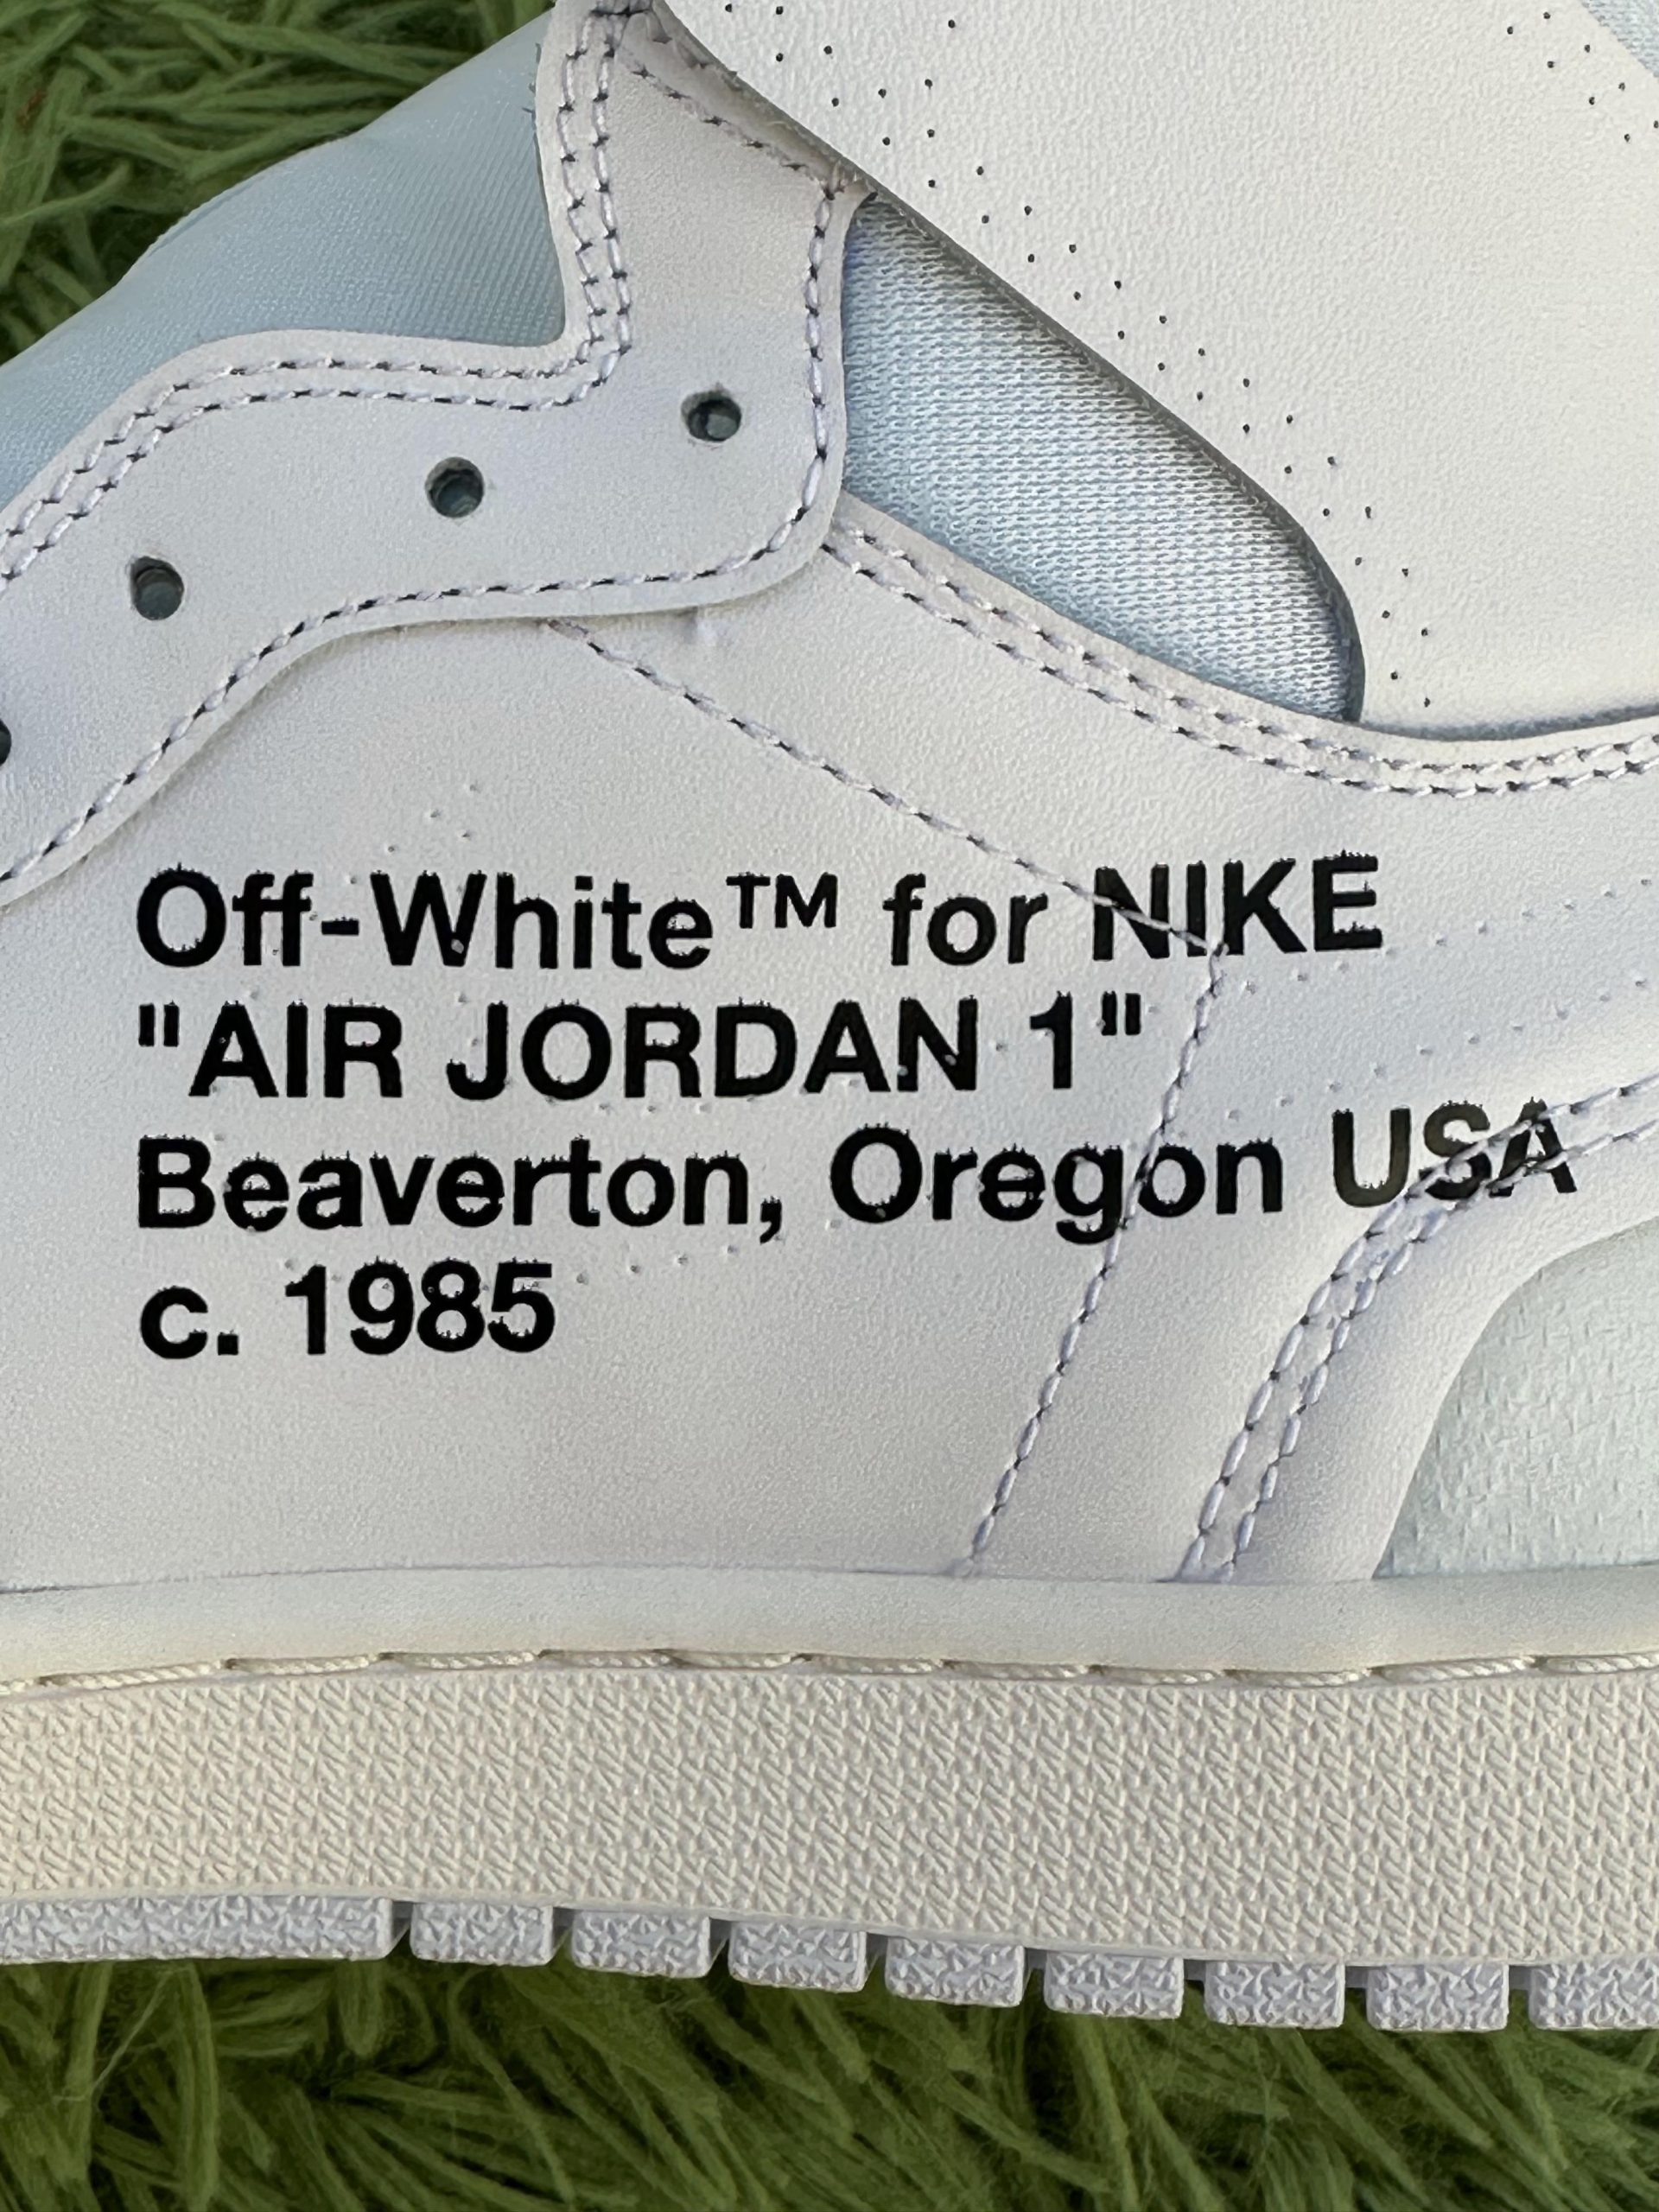 Off-White™ for NIKE
"AIR JORDAN 1"
Beaverton, Oregon USA
c. 1985